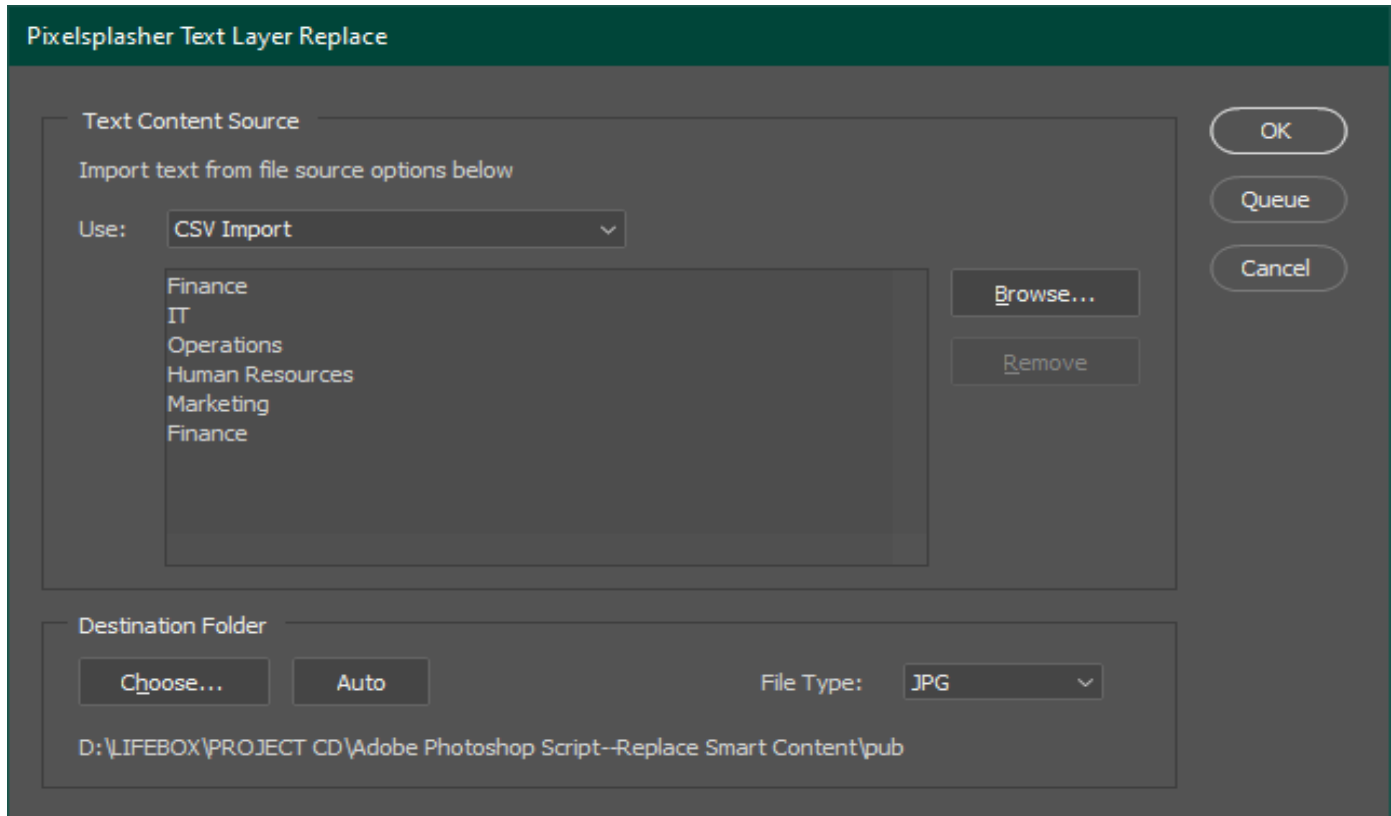 Pixelsplasher Text Layer Replace
Text Content Source
OK
Import text from file source options below
Queue
Use: CSV Import
Cancel
Finance
Browse...
IT
Operations
Remove
Human Resources
Marketing
Finance
Destination Folder
Choose... Auto File Type: JPG
D:\LIFEBOX\PROJECT CD\Adobe Photoshop Script--Replace Smart Content\pub